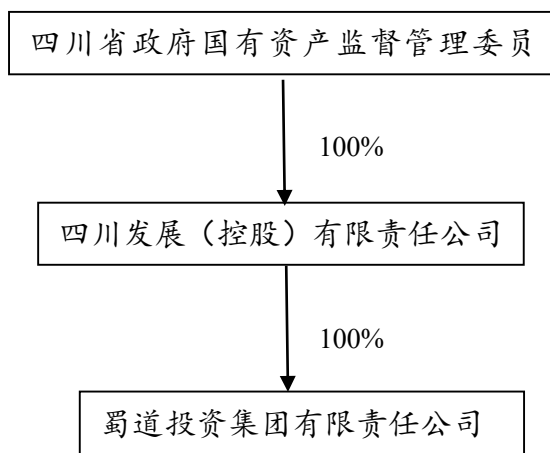 四川省政府国有资产监督管理委员
100%
四川发展（控股）有限责任公司
100%
蜀道投资集团有限责任公司